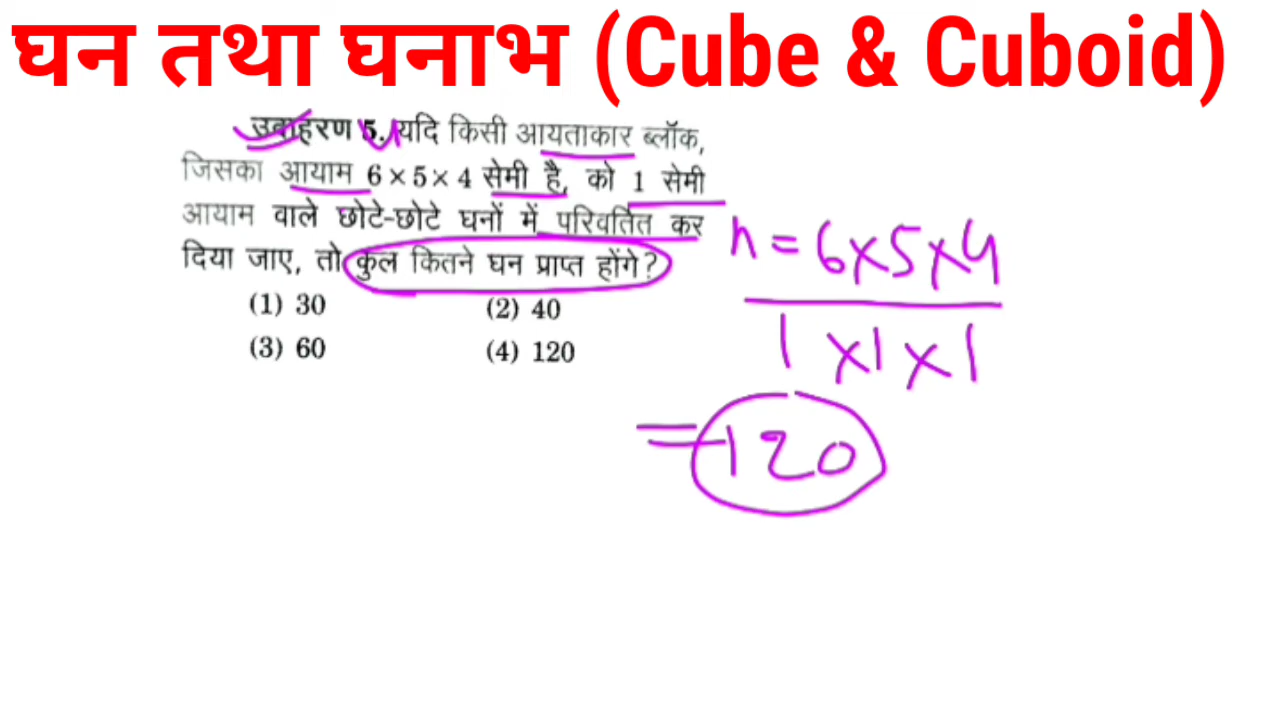 घन तथा घनाभ (Cube & Cuboid)
उदाहरण 5. यदि किसी आयताकार ब्लॉक,
जिसका आयाम 6 × 5 × 4 सेमी है, को 1 सेमी
आयाम वाले छोटे-छोटे घनों में परिवर्तित कर
दिया जाए, तो कुल कितने घन प्राप्त होंगे?
(1) 30 (2) 40
(3) 60 (4) 120
n = 6×5×4
1 ×1×1
= 120